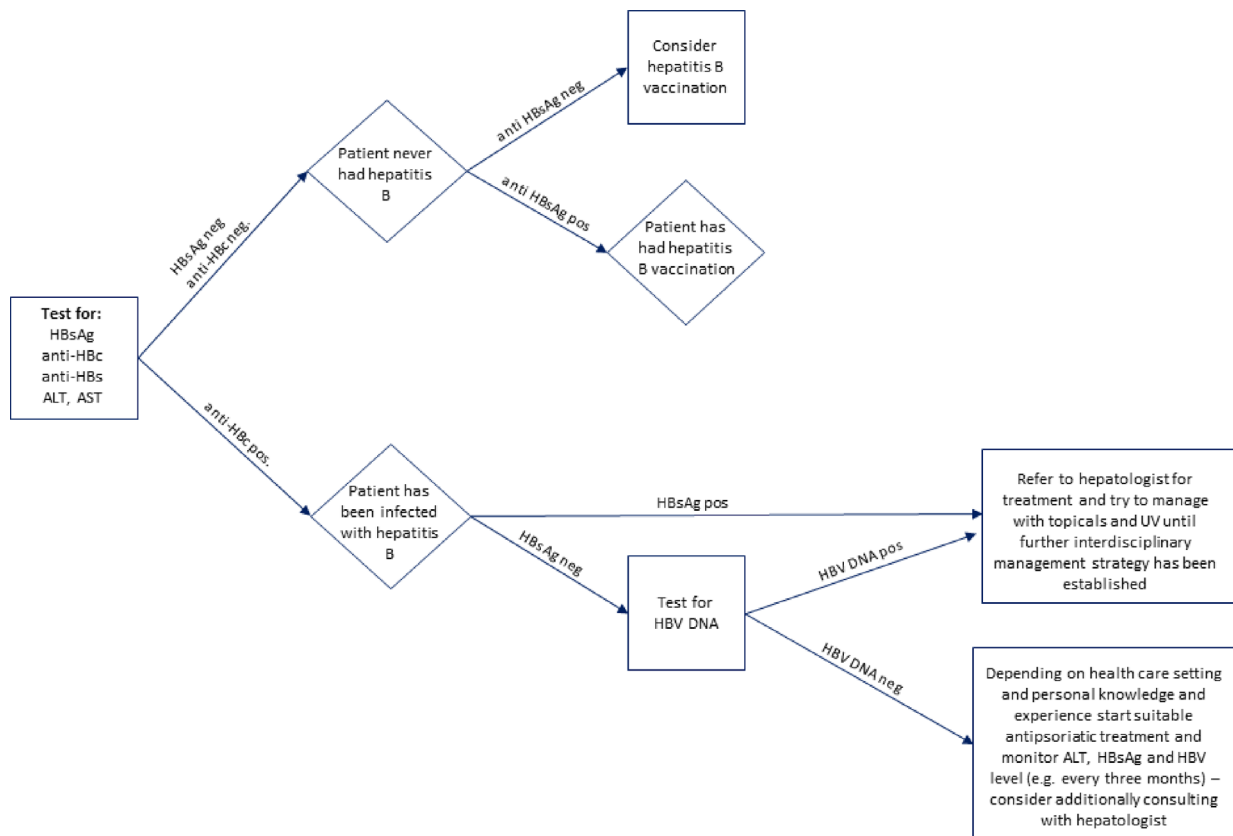 Consider
hepatitis B
vaccination
anti HBsAg neg
Patient never
had hepatitis
B
anti HBsAg pos
Patient has
had hepatitis
B vaccination
HBsAg neg
anti-HBc neg.
Test for:
HBsAg
anti-HBc
anti-HBs
ALT, AST
anti-HBc pos.
Patient has
been infected
with hepatitis
B
HBsAg pos
HBsAg neg
Test for
HBV DNA
HBV DNA pos
Refer to hepatologist for
treatment and try to manage
with topicals and UV until
further interdisciplinary
management strategy has been
established
HBV DNA neg
Depending on health care setting
and personal knowledge and
experience start suitable
antipsoriatic treatment and
monitor ALT, HBsAg and HBV
level (e.g. every three months) –
consider additionally consulting
with hepatologist